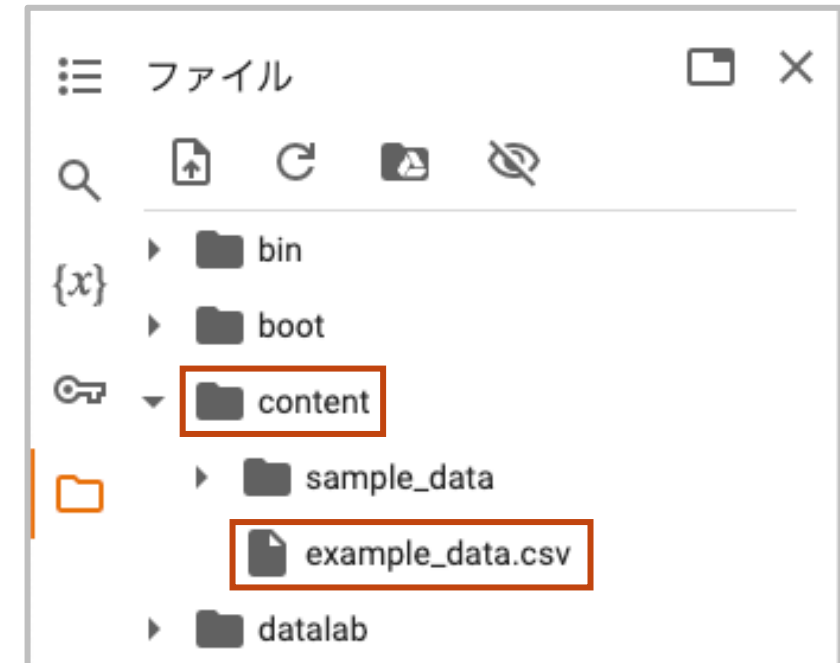 ファイル
{x}
bin
boot
content
sample_data
example_data.csv
datalab